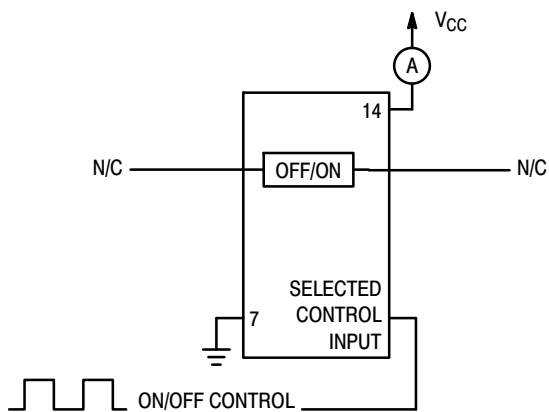 V_CC
A
14
N/C
OFF/ON
N/C
SELECTED
7
CONTROL
INPUT
ON/OFF CONTROL